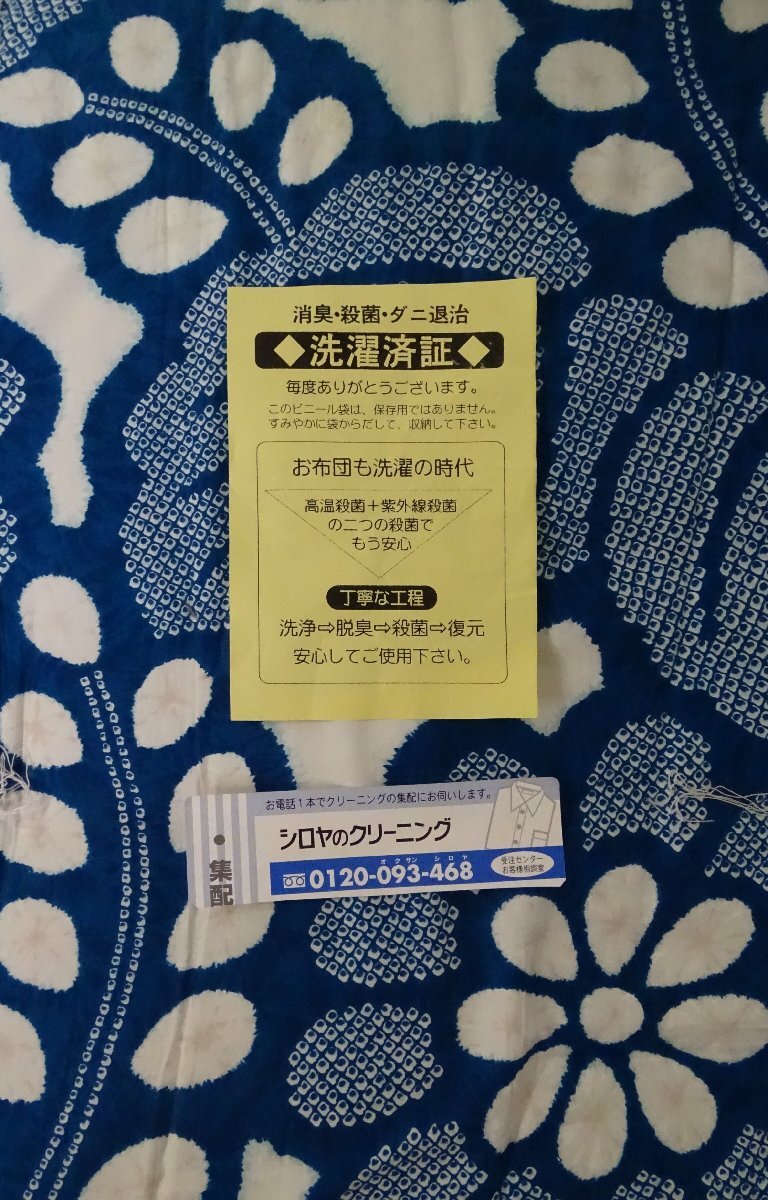 消臭・殺菌・ダニ退治
◆洗濯済証◆
毎度ありがとうございます。
このビニール袋は、保存用ではありません。
すみやかに袋からだして、収納して下さい。
お布団も洗濯の時代
高温殺菌＋紫外線殺菌
の二つの殺菌で
もう安心
丁寧な工程
洗浄⇨脱臭⇨殺菌⇨復元
安心してご使用下さい。
お電話1本でクリーニングの集配にお伺いします。
シロヤのクリーニング
集配
オクサン シロヤ
0120-093-468
受注センター
お客様相談室